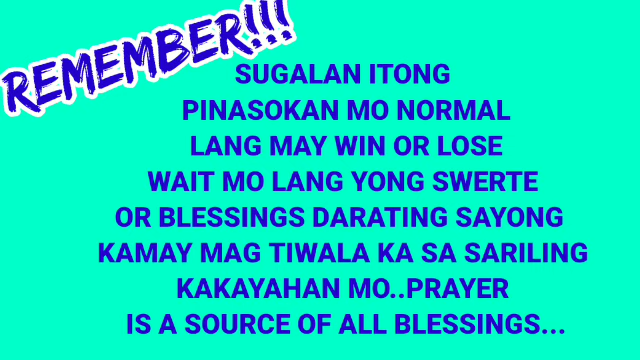 REMEMBER!!!
SUGALAN ITONG
PINASOKAN MO NORMAL
LANG MAY WIN OR LOSE
WAIT MO LANG YONG SWERTE
OR BLESSINGS DARATING SAYONG
KAMAY MAG TIWALA KA SA SARILING
KAKAYAHAN MO..PRAYER
IS A SOURCE OF ALL BLESSINGS...